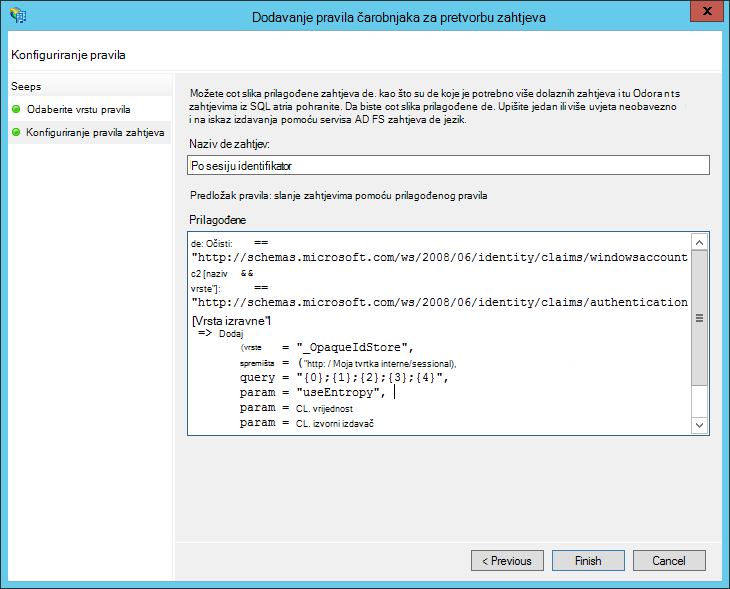 Dodavanje pravila čarobnjaka za pretvorbu zahtjeva
x
Konfiguriranje pravila
Seeps
Odaberite vrstu pravila
Konfiguriranje pravila zahtjeva
Možete cot slika prilagođene zahtjeva de. kao što su de koje je potrebno više dolaznih zahtjeva i tu Odora n t s
zahtjevima iz SQL atria pohranite. Da biste cot slika prilagođene de. Upišite jedan ili više uvjeta neobavezno
i na iskaz izdavanja pomoću servisa AD FS zahtjeva de jezik.
Naziv de zahtjev:
Po sesiju identifikator
Predložak pravila: slanje zahtjevima pomoću prilagođenog pravila
Prilagođene
de: Očisti: ==
"http://schemas.microsoft.com/ws/2008/06/identity/claims/windowsaccount
c2 [naziv &&
vrste"]: ==
"http://schemas.microsoft.com/ws/2008/06/identity/claims/authentication
[Vrsta izravne"I
=> Dodaj
(vrste = "_OpaqueIdStore",
spremišta = ("http: / Moja tvrtka interne/sessional),
query = "{0};{1};{2};{3};{4}",
param = "useEntropy",
param = CL. vrijednost
param = CL. izvorni izdavač
< Previous
Finish
Cancel